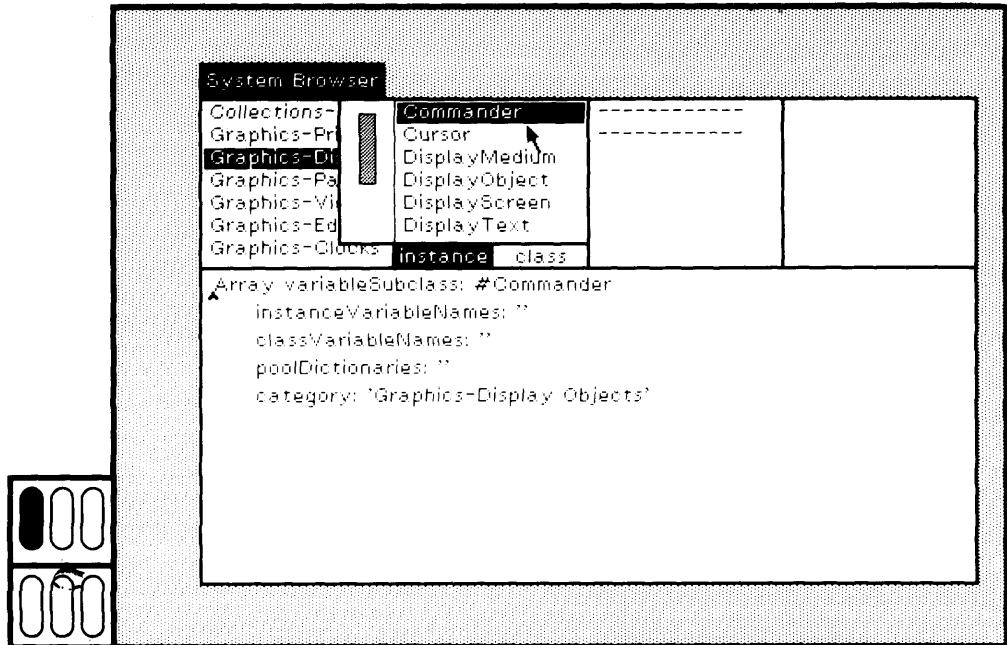 System Browser
Collections-
Graphics-Pri
Graphics-Di
Graphics-Pa
Graphics-Vi
Graphics-Ed
Graphics-Clocks
Commander
Cursor
DisplayMedium
DisplayObject
DisplayScreen
DisplayText
instance class
Array variableSubclass: #Commander
instanceVariableNames: ''
classVariableNames: ''
poolDictionaries: ''
category: 'Graphics-Display Objects'